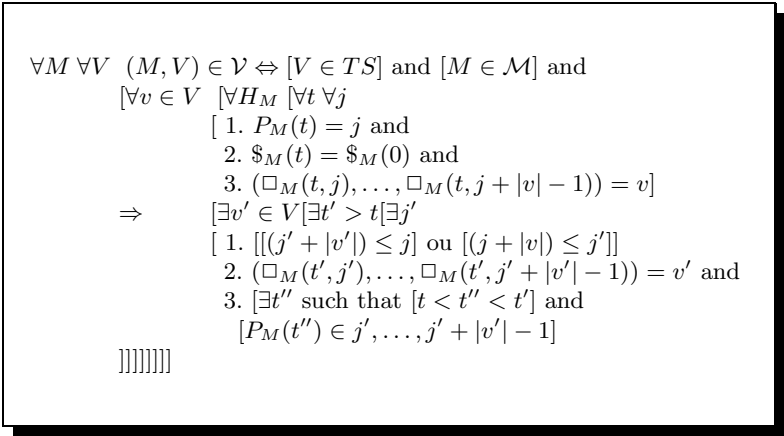 ∀M ∀V (M, V) ∈ 𝒱 ⇔ [V ∈ TS] and [M ∈ ℳ] and
[∀v ∈ V [∀H_M [∀t ∀j
[ 1. P_M(t) = j and
2. $_M(t) = $_M(0) and
3. (□_M(t, j), . . . , □_M(t, j + |v| − 1)) = v]
⇒ [∃v′ ∈ V[∃t′ > t[∃j′
[ 1. [[(j′ + |v′|) ≤ j] ou [(j + |v|) ≤ j′]]
2. (□_M(t′, j′), . . . , □_M(t′, j′ + |v′| − 1)) = v′ and
3. [∃t″ such that [t < t″ < t′] and
[P_M(t″) ∈ j′, . . . , j′ + |v′| − 1]
]]]]]]]]